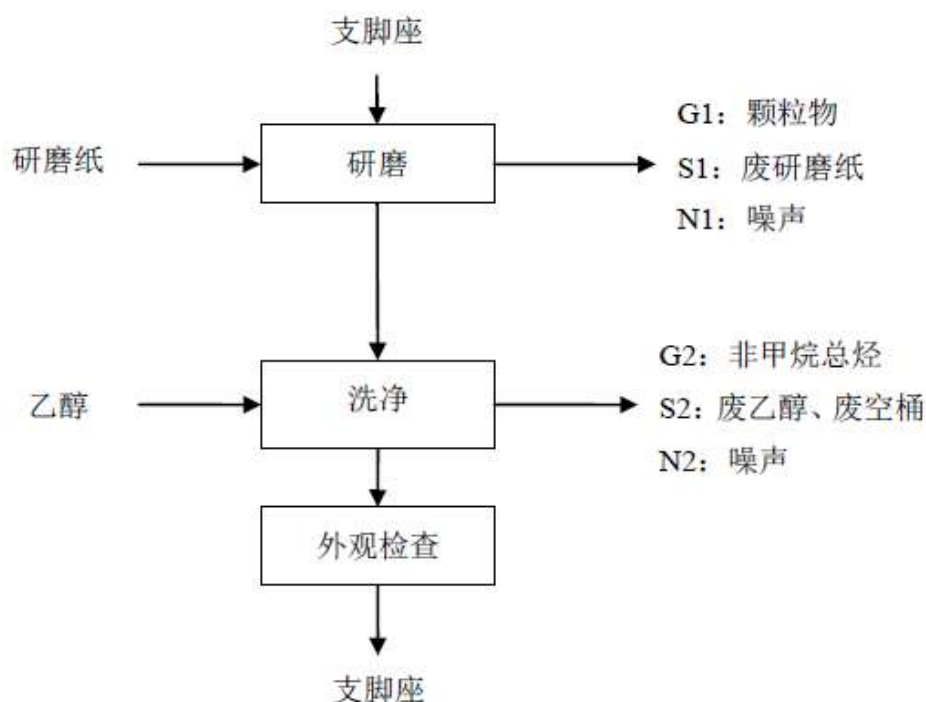 支脚座
研磨纸
研磨
G1：颗粒物
S1：废研磨纸
N1：噪声
乙醇
洗净
G2：非甲烷总烃
S2：废乙醇、废空桶
N2：噪声
外观检查
支脚座